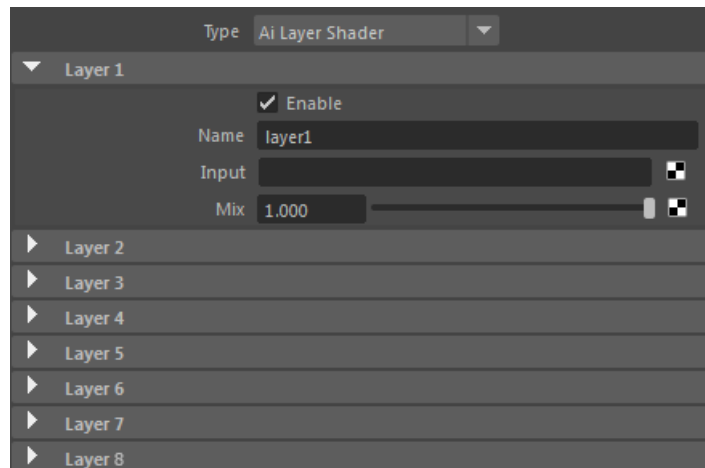 Type Ai Layer Shader
Layer 1
Enable
Name layer1
Input
Mix 1.000
Layer 2
Layer 3
Layer 4
Layer 5
Layer 6
Layer 7
Layer 8